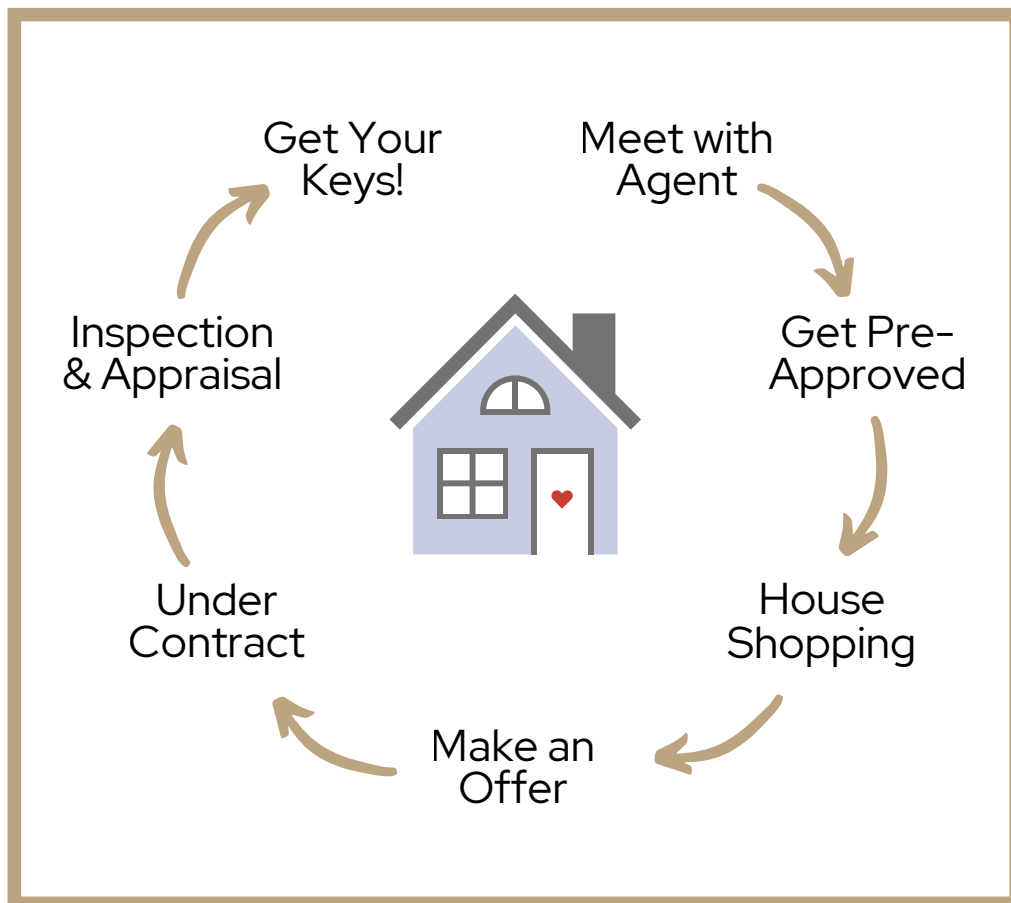 Meet with
Agent
Get Pre-
Approved
House
Shopping
Make an
Offer
Under
Contract
Inspection
& Appraisal
Get Your
Keys!